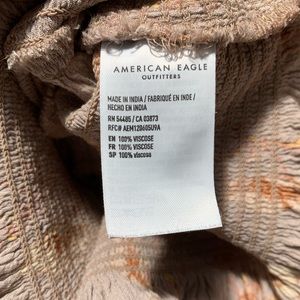 AMERICAN EAGLE
OUTFITTERS
MADE IN INDIA / FABRIQUÉ EN INDE /
HECHO EN INDIA
RN 54485 / CA 03873
RFC# AEM120605U9A
EN 100% VISCOSE
FR 100% VISCOSE
SP 100% viscosa